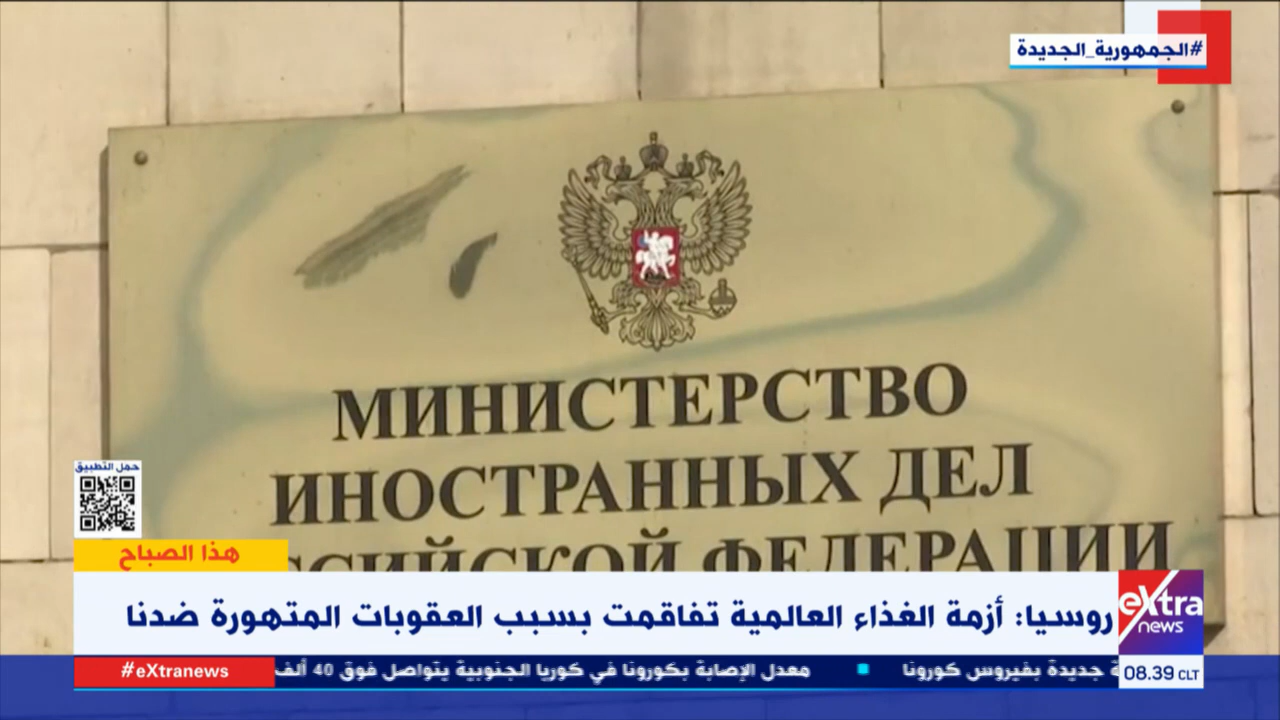 #الجمهورية_الجديدة
МИНИСТЕРСТВО
ИНОСТРАННЫХ ДЕЛ
ФЕДЕРАЦИИ
حمل التطبيق
هذا الصباح
روسيا: أزمة الغذاء العالمية تفاقمت بسبب العقوبات المتهورة ضدنا
eXtra
news
جديدة بفيروس كورونا معدل الإصابة بكورونا في كوريا الجنوبية يتواصل فوق 40
#eXtranews
08.39 CLT